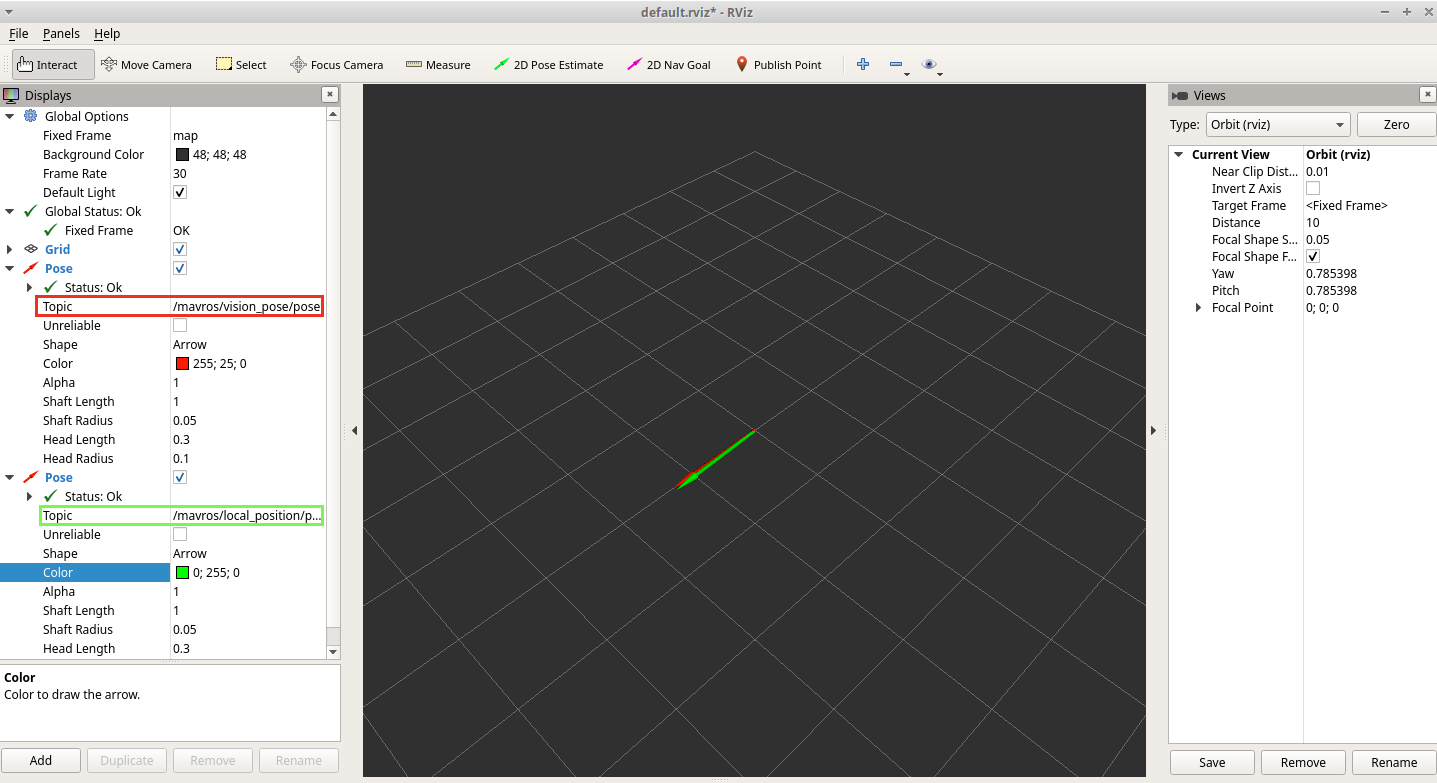 default.rviz* - RViz
File Panels Help
Interact Move Camera Select Focus Camera Measure 2D Pose Estimate 2D Nav Goal Publish Point
Displays
Global Options
Fixed Frame map
Background Color 48; 48; 48
Frame Rate 30
Default Light
Global Status: Ok
Fixed Frame OK
Grid
Pose
Status: Ok
Topic /mavros/vision_pose/pose
Unreliable
Shape Arrow
Color 255; 25; 0
Alpha 1
Shaft Length 1
Shaft Radius 0.05
Head Length 0.3
Head Radius 0.1
Pose
Status: Ok
Topic /mavros/local_position/p...
Unreliable
Shape Arrow
Color 0; 255; 0
Alpha 1
Shaft Length 1
Shaft Radius 0.05
Head Length 0.3
Color
Color to draw the arrow.
Add Duplicate Remove Rename
Views
Type: Orbit (rviz) Zero
Current View Orbit (rviz)
Near Clip Dist... 0.01
Invert Z Axis
Target Frame <Fixed Frame>
Distance 10
Focal Shape S... 0.05
Focal Shape F...
Yaw 0.785398
Pitch 0.785398
Focal Point 0; 0; 0
Save Remove Rename